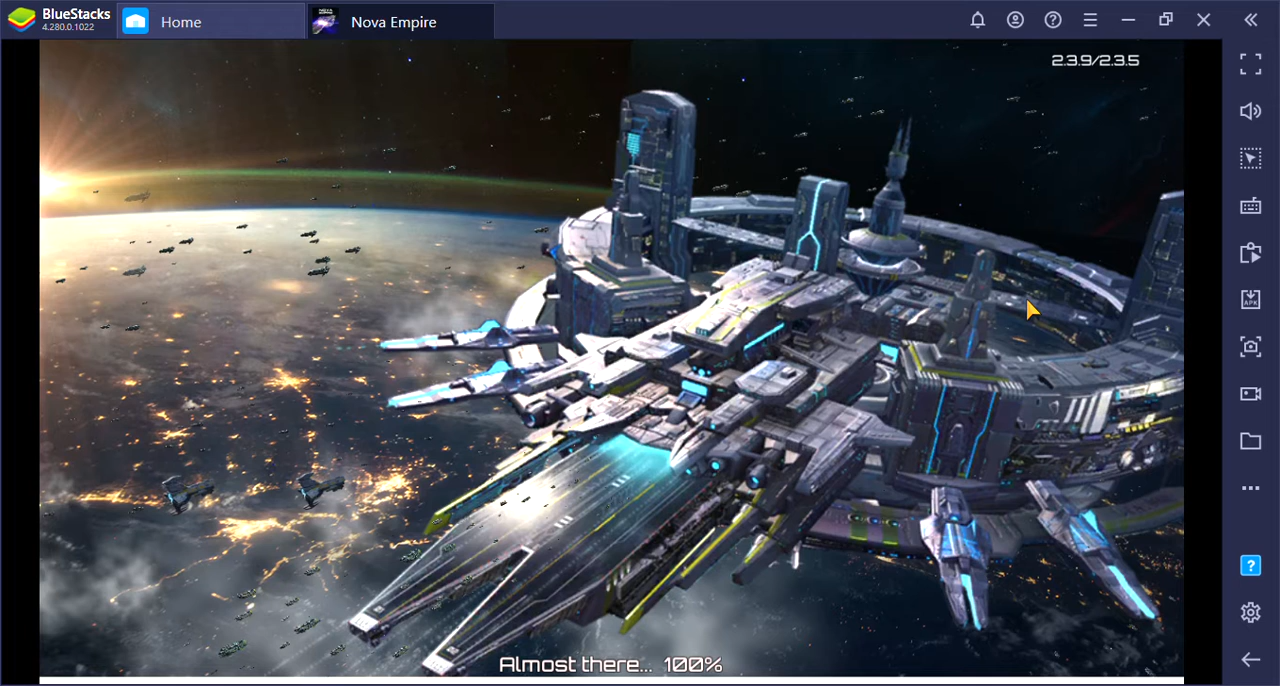 BlueStacks
4.280.0.1022
Home
Nova Empire
2.3.9/2.3.5
APK
?
Almost there... 100%